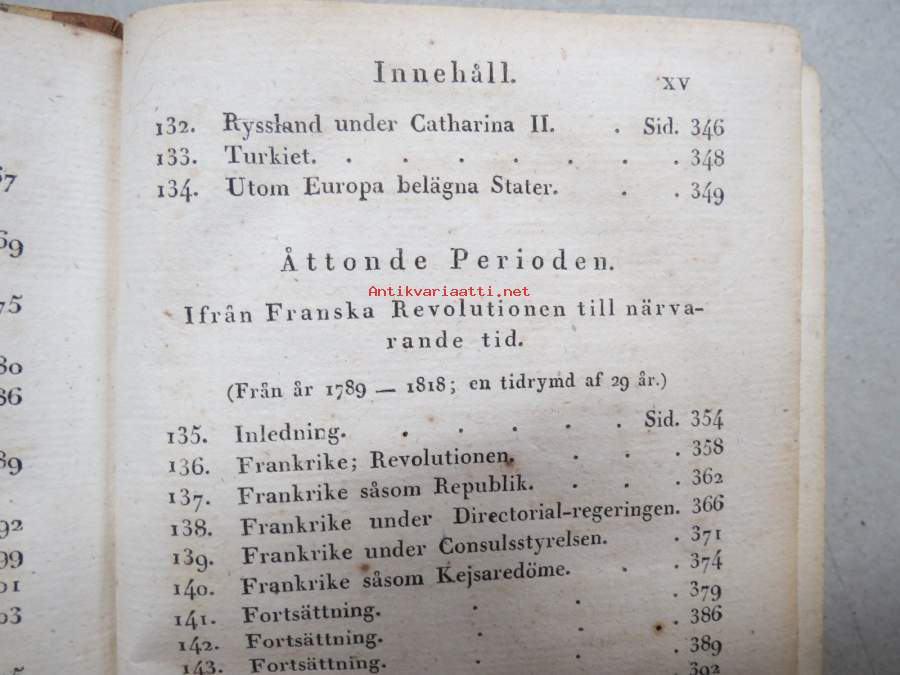 Innehåll. XV
132. Ryssland under Catharina II. . Sid. 346
133. Turkiet. . . . . . . . 348
134. Utom Europa belägna Stater. . . 349
Åttonde Perioden.
Antikvariaatti.net
Ifrån Franska Revolutionen till närva-
rande tid.
(Från år 1789 — 1818; en tidrymd af 29 år.)
135. Inledning. . . . . . Sid. 354
136. Frankrike; Revolutionen. . . . 358
137. Frankrike såsom Republik. . . . 362
138. Frankrike under Directorial-regeringen. 366
139. Frankrike under Consulsstyrelsen. . 371
140. Frankrike såsom Kejsaredöme. . . 374
141. Fortsättning. . . . 379
142. Fortsättning. . . . 386
143. Fortsättning. . . . 389
392